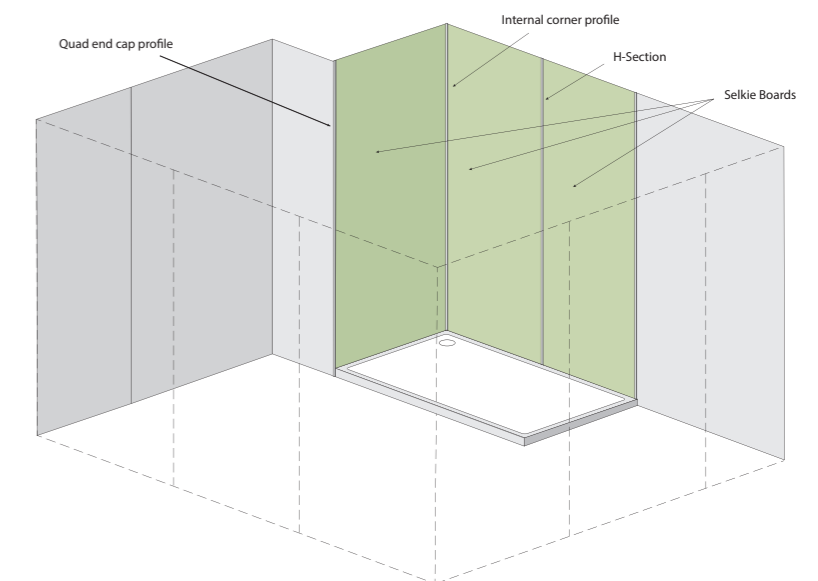 Internal corner profile
Quad end cap profile
H-Section
Selkie Boards